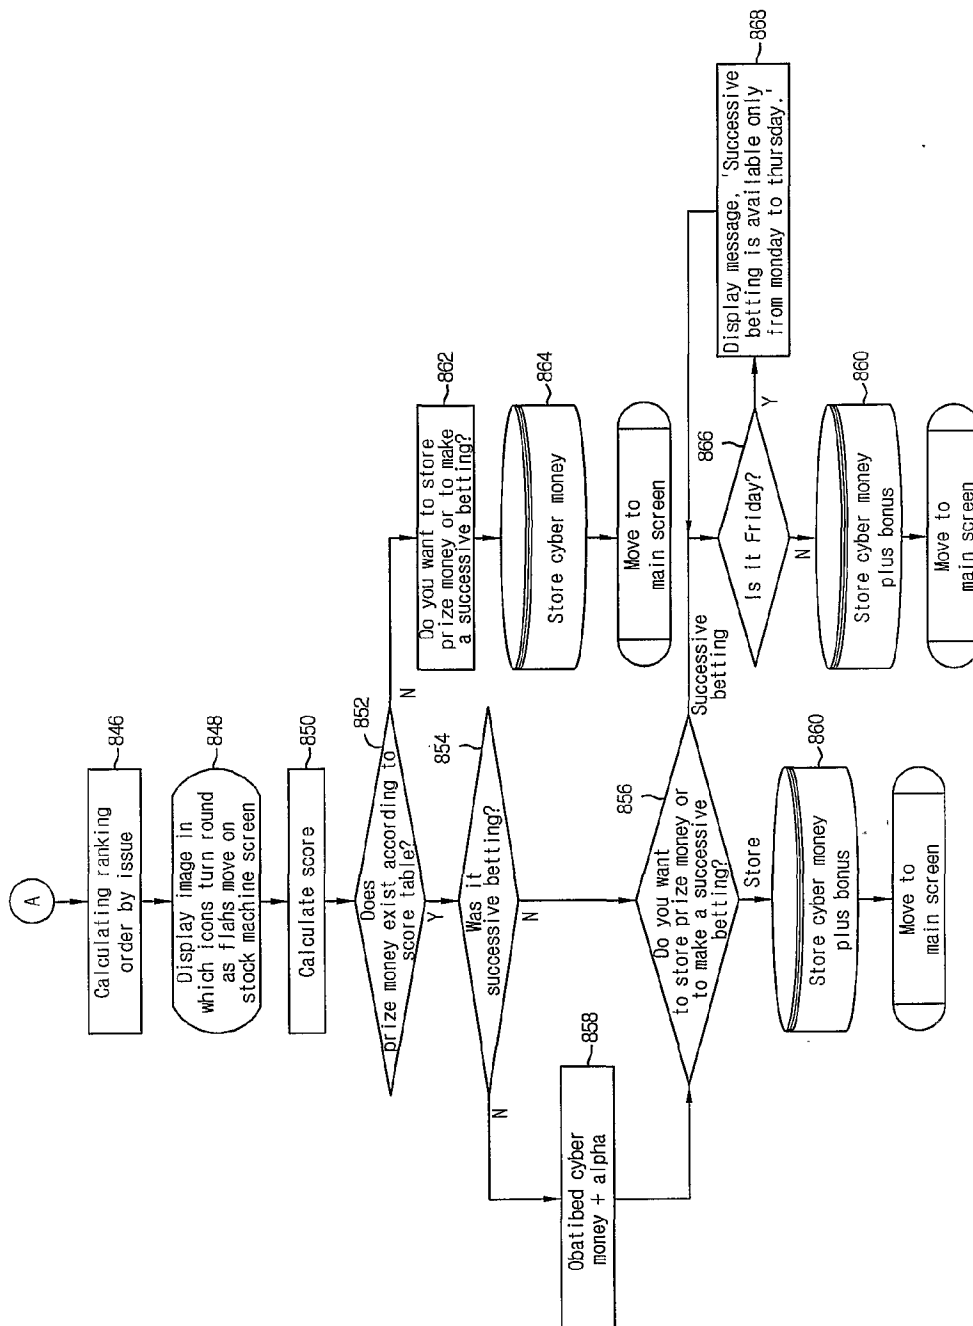 A
Calculating ranking
order by issue
846
Display image in
which icons turn round
as flahs move on
stock machine screen
848
Calculate score
850
Does
prize money exist according to
score table?
852
N
Y
Do you want to store
prize money or to make
a successive betting?
862
Store cyber money
864
Move to
main screen
Was it
successive betting?
854
N
N
Obatibed cyber
money + alpha
858
Do you want
to store prize money or
to make a successive
betting?
856
Successive
betting
Store
Store cyber money
plus bonus
860
Move to
main screen
Is it Friday?
866
Y
N
Display message, 'Successive
betting is available only
from monday to thursday.'
868
Store cyber money
plus bonus
860
Move to
main screen